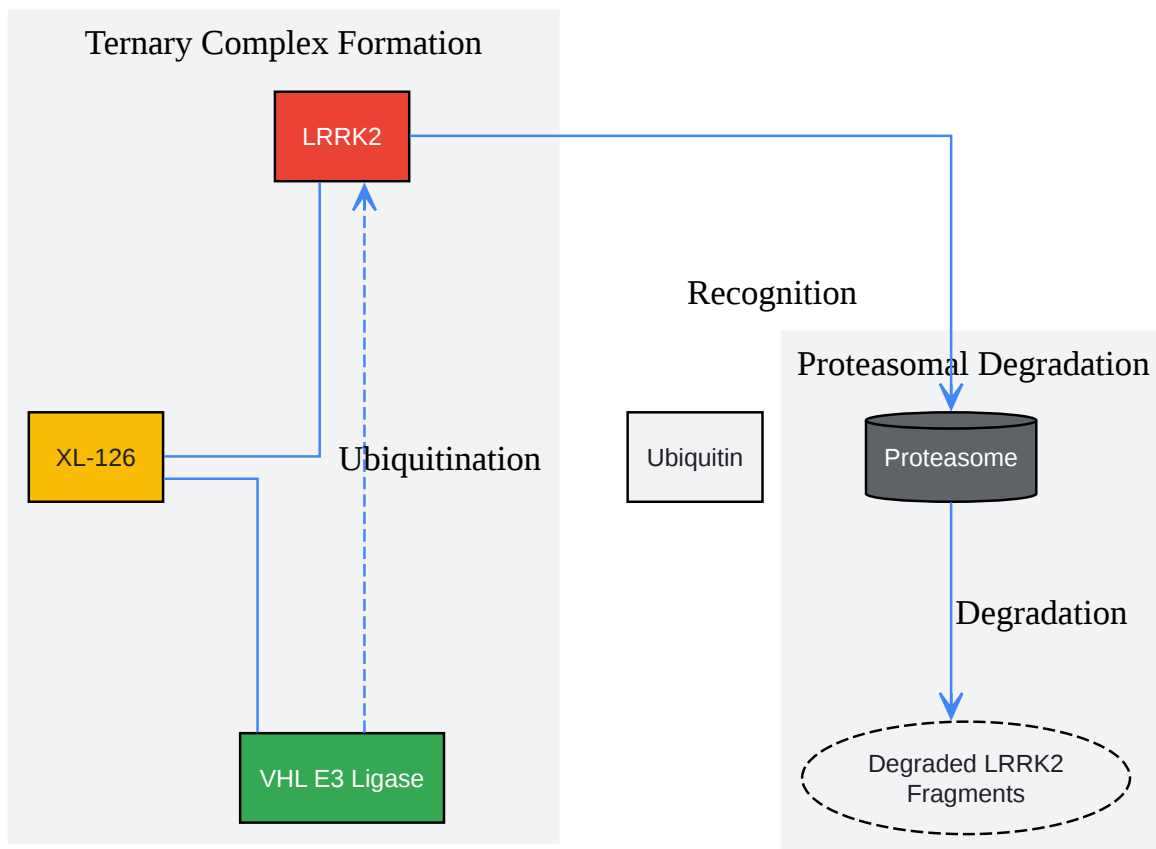 Ternary Complex Formation
LRRK2
Recognition
Proteasomal Degradation
XL-126
Ubiquitination
Ubiquitin
Proteasome
Degradation
VHL E3 Ligase
Degraded LRRK2
Fragments